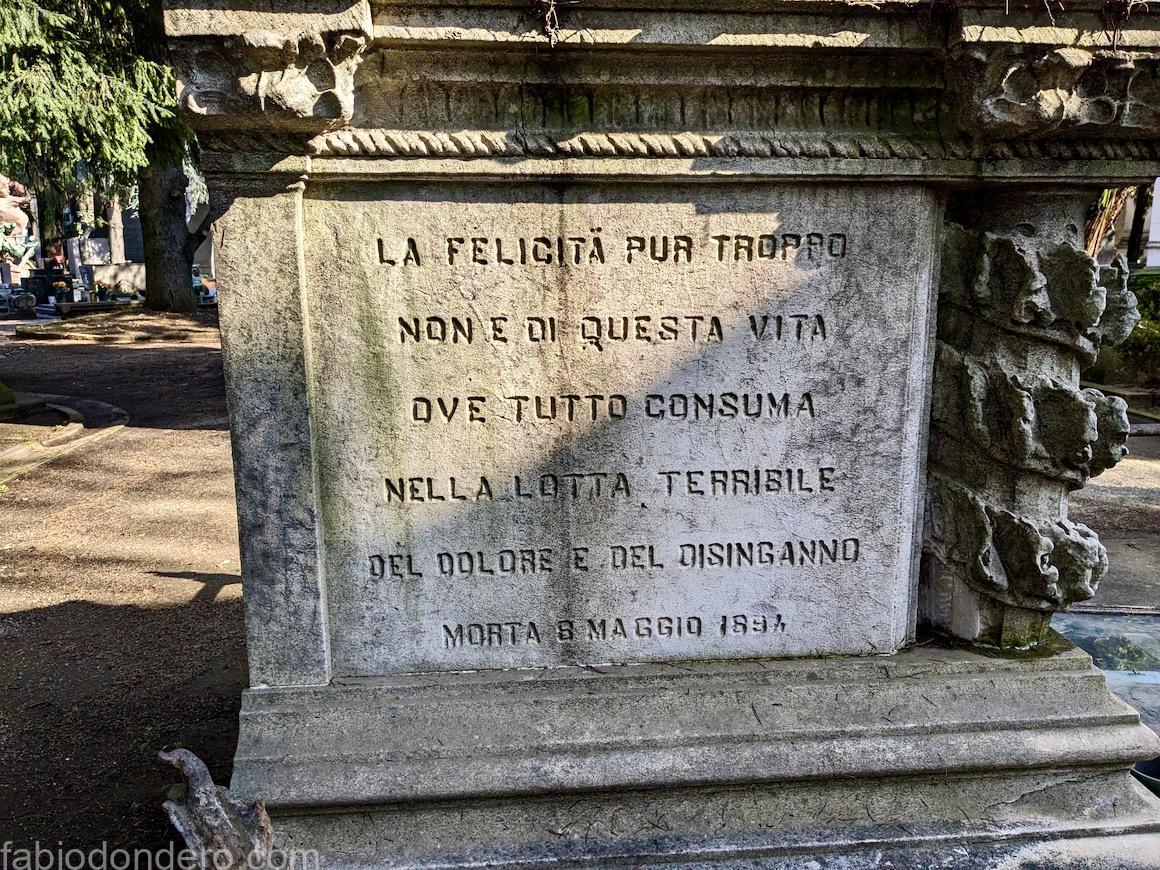 LA FELICITÀ PUR TROPPO
NON E DI QUESTA VITA
OVE TUTTO CONSUMA
NELLA LOTTA TERRIBILE
DEL DOLORE E DEL DISINGANNO
MORTA 8 MAGGIO 1894
fabiodondero.com